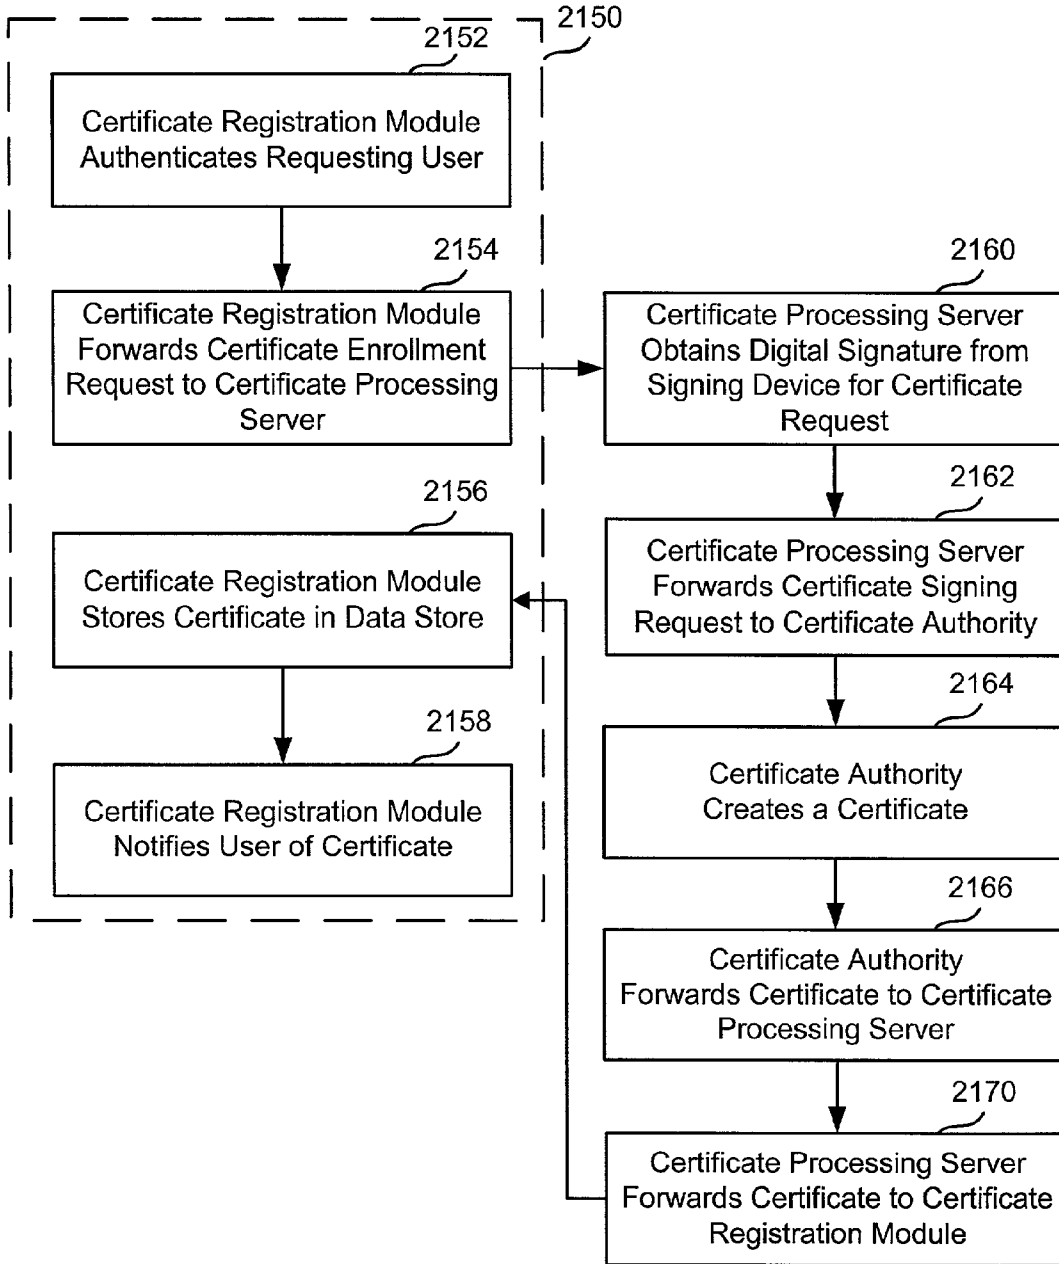 2150
2152
Certificate Registration Module
Authenticates Requesting User
2154
Certificate Registration Module
Forwards Certificate Enrollment
Request to Certificate Processing
Server
2156
Certificate Registration Module
Stores Certificate in Data Store
2158
Certificate Registration Module
Notifies User of Certificate
2160
Certificate Processing Server
Obtains Digital Signature from
Signing Device for Certificate
Request
2162
Certificate Processing Server
Forwards Certificate Signing
Request to Certificate Authority
2164
Certificate Authority
Creates a Certificate
2166
Certificate Authority
Forwards Certificate to Certificate
Processing Server
2170
Certificate Processing Server
Forwards Certificate to Certificate
Registration Module